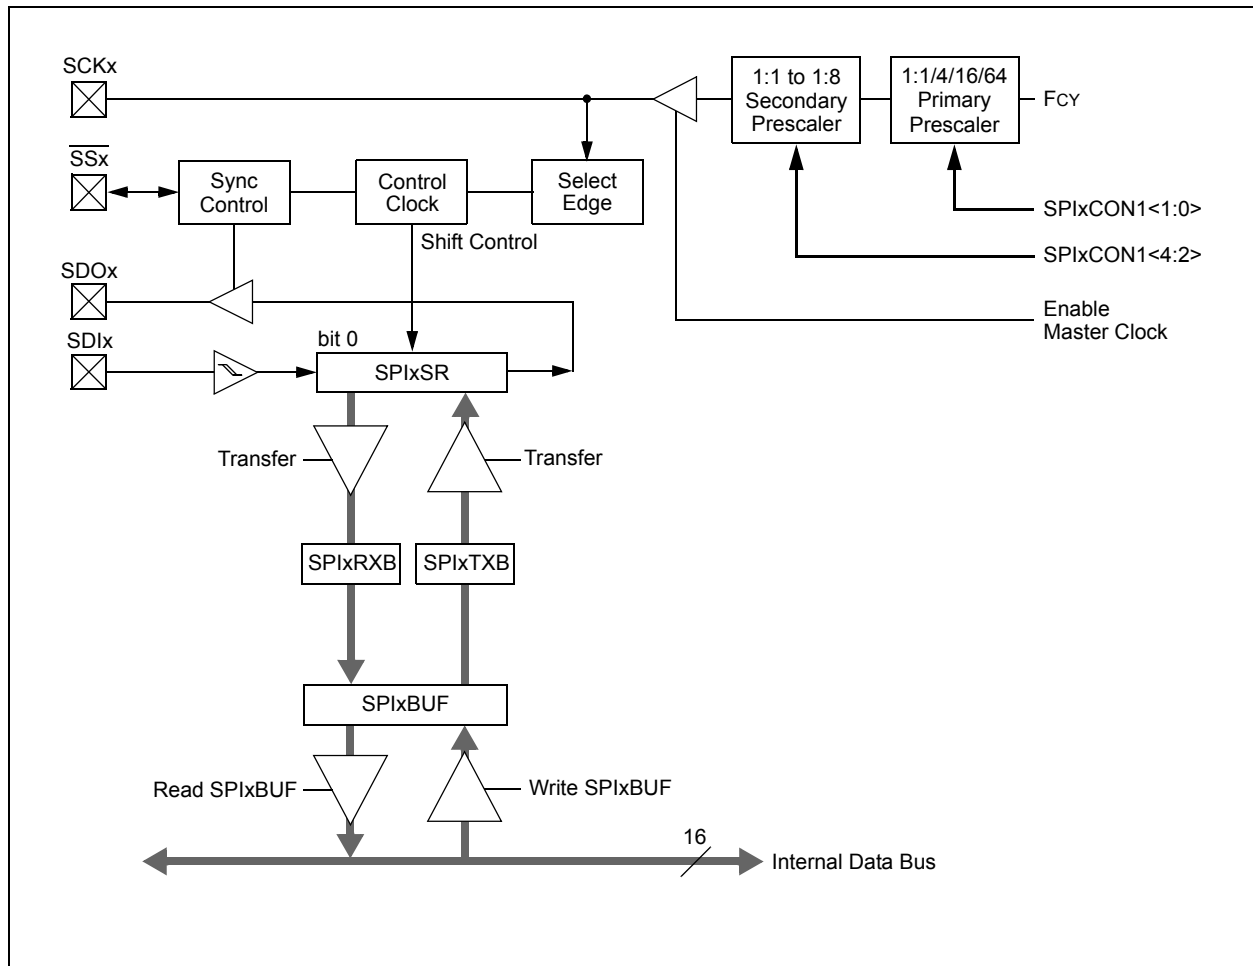 SCKx
1:1 to 1:8
Secondary
Prescaler
1:1/4/16/64
Primary
Prescaler
FCY
SSx
Sync
Control
Control
Clock
Select
Edge
SPIxCON1<1:0>
Shift Control
SPIxCON1<4:2>
SDOx
Enable
Master Clock
SDIx
bit 0
SPIxSR
Transfer
Transfer
SPIxRXB
SPIxTXB
SPIxBUF
Read SPIxBUF
Write SPIxBUF
16
Internal Data Bus